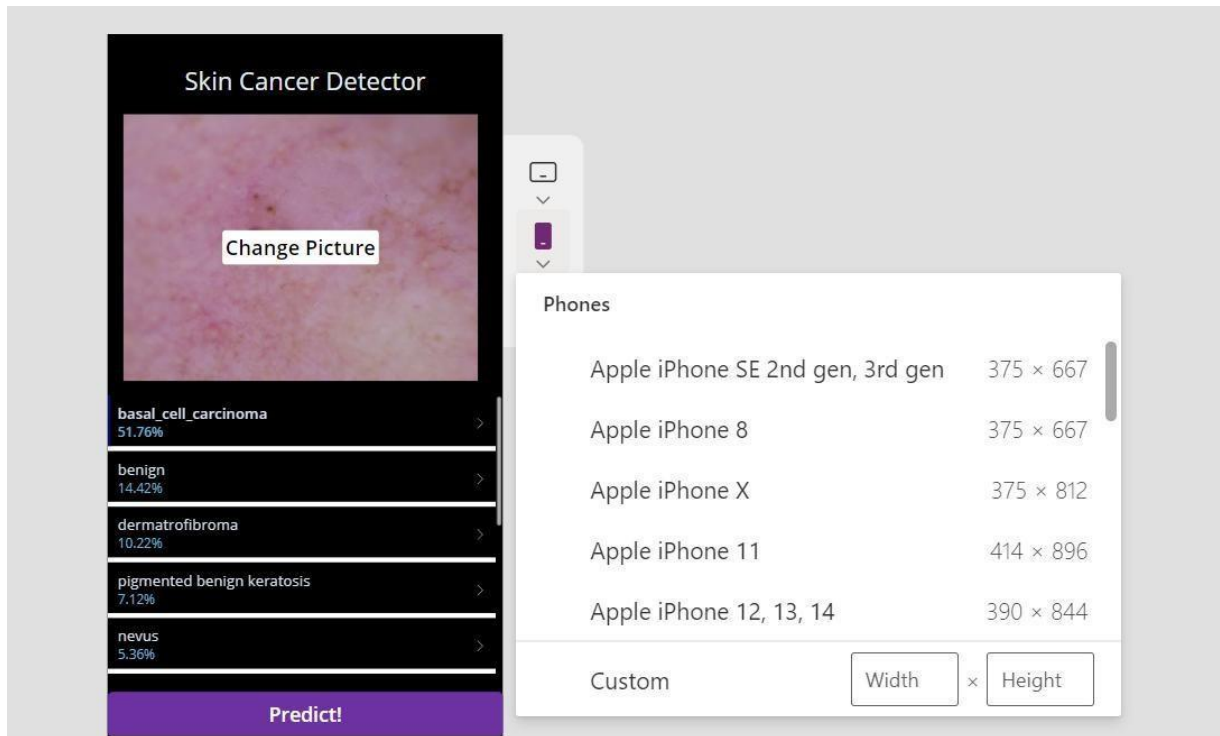 Skin Cancer Detector
Change Picture
basal_cell_carcinoma
51.76%
benign
14.42%
dermatrofibroma
10.22%
pigmented benign keratosis
7.12%
nevus
5.36%
Predict!
Phones
Apple iPhone SE 2nd gen, 3rd gen 375 × 667
Apple iPhone 8 375 × 667
Apple iPhone X 375 × 812
Apple iPhone 11 414 × 896
Apple iPhone 12, 13, 14 390 × 844
Custom Width × Height